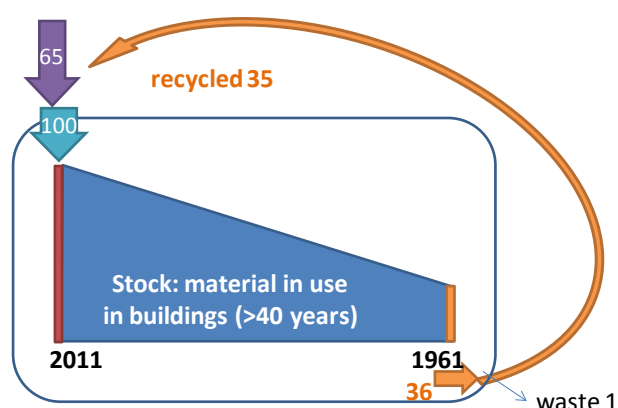 65
recycled 35
100
Stock: material in use
in buildings (>40 years)
2011
1961
36
waste 1